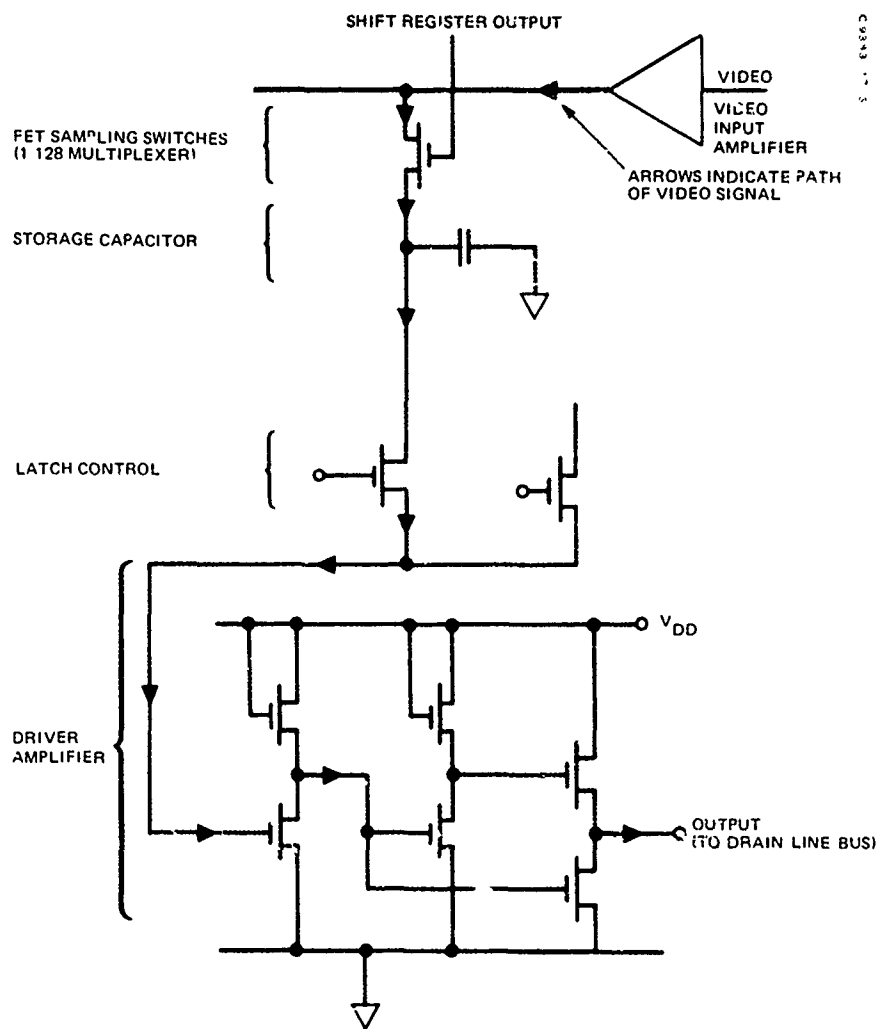 SHIFT REGISTER OUTPUT
VIDEO
VIDEO
INPUT
AMPLIFIER
FET SAMPLING SWITCHES
(1 128 MULTIPLEXER)
ARROWS INDICATE PATH
OF VIDEO SIGNAL
STORAGE CAPACITOR
LATCH CONTROL
VDD
DRIVER
AMPLIFIER
OUTPUT
(TO DRAIN LINE BUS)